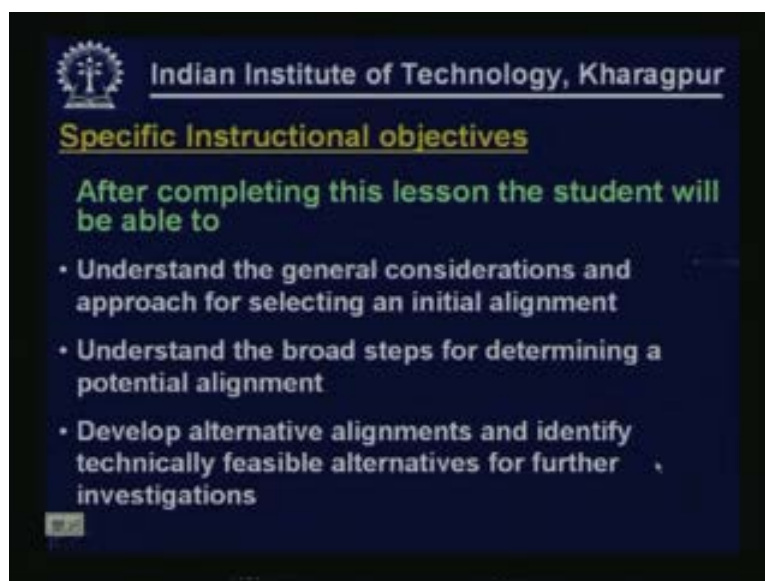 Indian Institute of Technology, Kharagpur
Specific Instructional objectives
After completing this lesson the student will
be able to
• Understand the general considerations and
approach for selecting an initial alignment
• Understand the broad steps for determining a
potential alignment
• Develop alternative alignments and identify
technically feasible alternatives for further
investigations